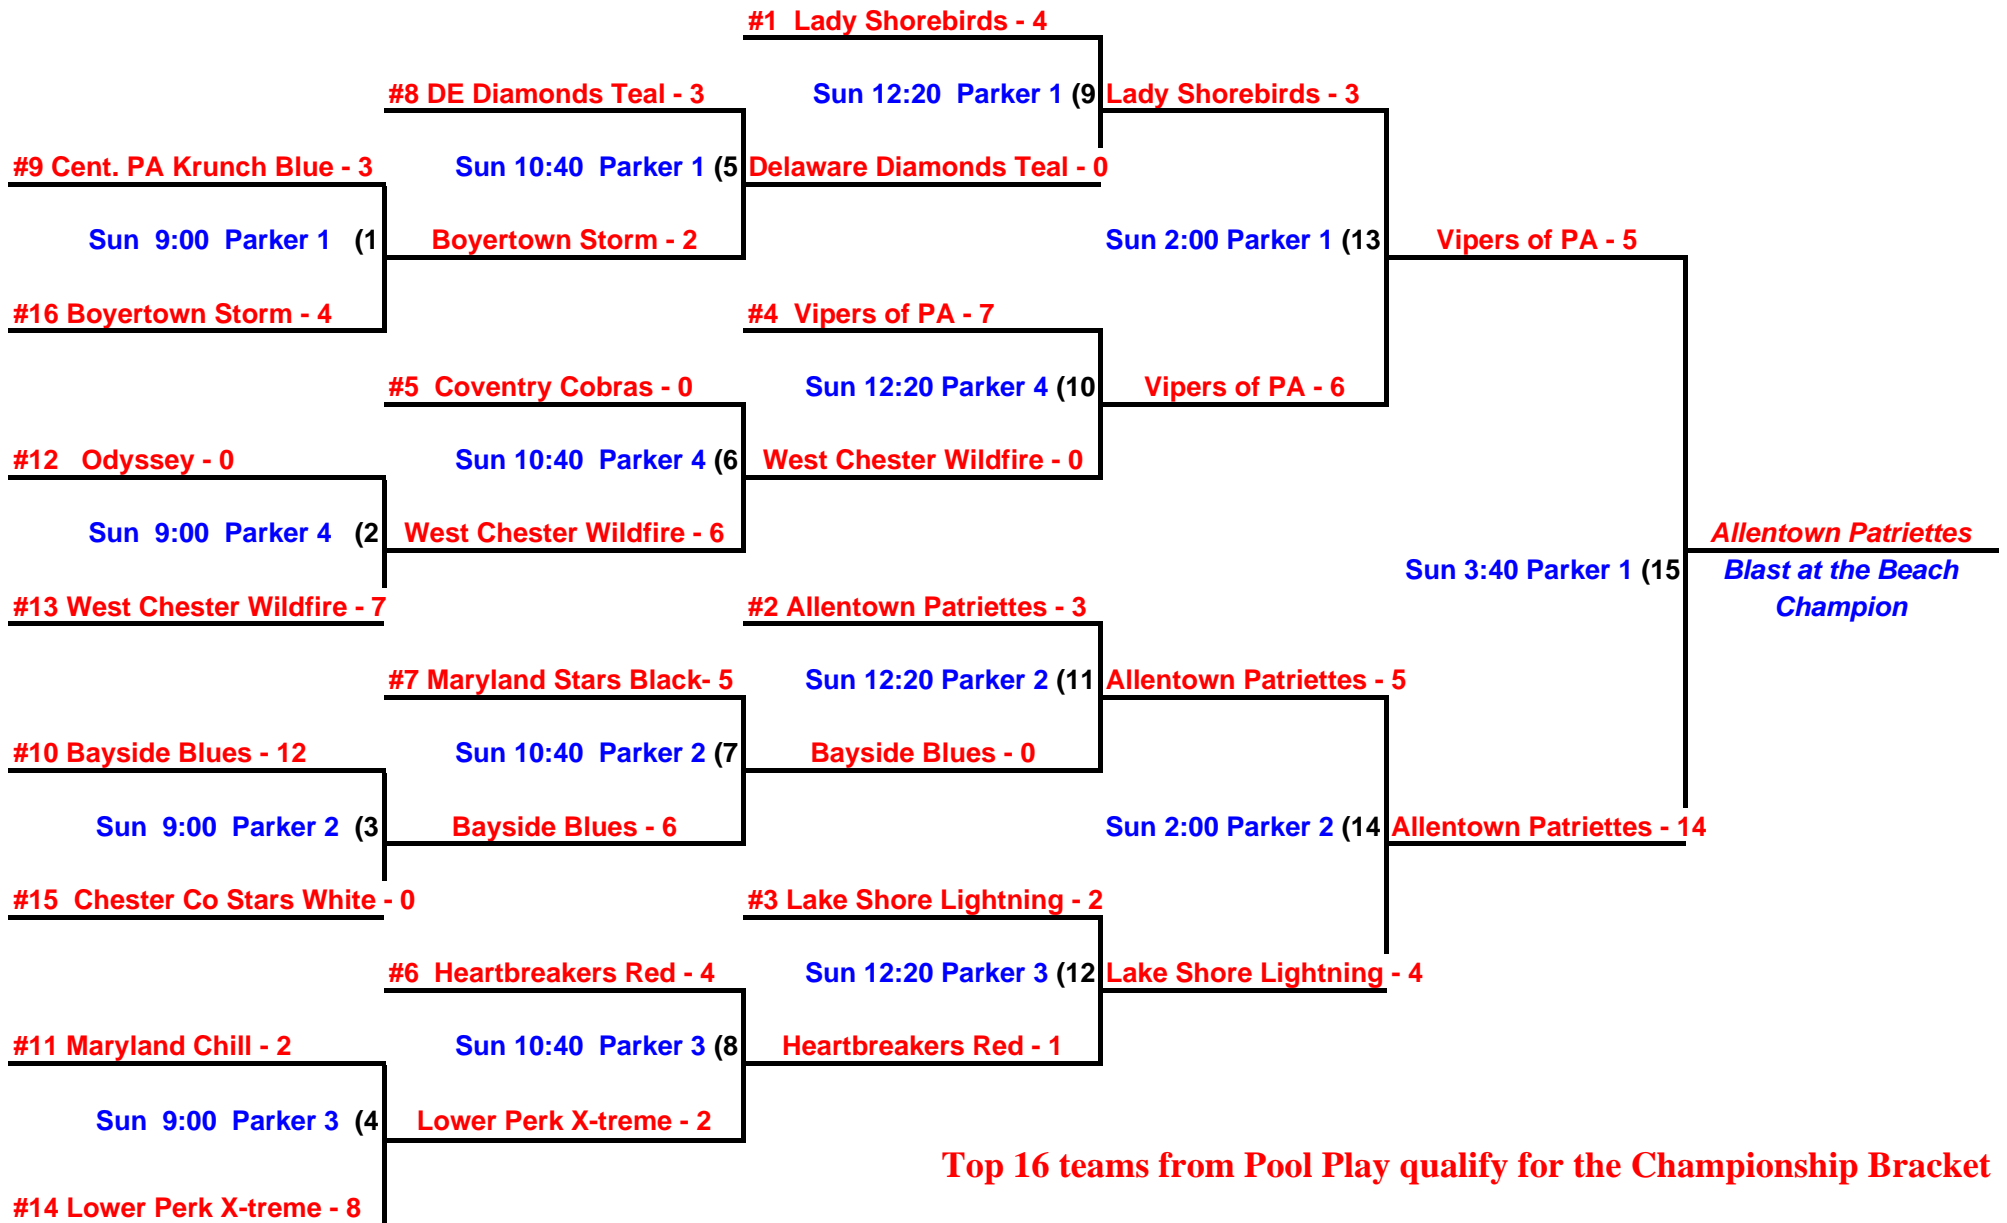 #1  Lady Shorebirds - 4
#8 DE Diamonds Teal - 3
Sun 12:20  Parker 1 (9
Lady Shorebirds - 3
#9 Cent. PA Krunch Blue - 3
Sun 10:40  Parker 1 (5
Delaware Diamonds Teal - 0
Sun  9:00  Parker 1   (1
Boyertown Storm - 2
Sun 2:00 Parker 1 (13
Vipers of PA - 5
#16 Boyertown Storm - 4
#4  Vipers of PA - 7
#5  Coventry Cobras - 0
Sun 12:20 Parker 4 (10
Vipers of PA - 6
#12   Odyssey - 0
Sun 10:40  Parker 4 (6
West Chester Wildfire - 0
Sun  9:00  Parker 4   (2
West Chester Wildfire - 6
Allentown Patriettes
Sun 3:40 Parker 1 (15
Blast at the Beach
Champion
#13 West Chester Wildfire - 7
#2 Allentown Patriettes - 3
#7 Maryland Stars Black- 5
Sun 12:20 Parker 2 (11
Allentown Patriettes - 5
#10 Bayside Blues - 12
Sun 10:40  Parker 2 (7
Bayside Blues - 0
Sun  9:00  Parker 2  (3
Bayside Blues - 6
Sun 2:00 Parker 2 (14
Allentown Patriettes - 14
#15  Chester Co Stars White - 0
#3 Lake Shore Lightning - 2
#6  Heartbreakers Red - 4
Sun 12:20 Parker 3 (12
Lake Shore Lightning - 4
#11 Maryland Chill - 2
Sun 10:40  Parker 3 (8
Heartbreakers Red - 1
Sun  9:00  Parker 3  (4
Lower Perk X-treme - 2
Top 16 teams from Pool Play qualify for the Championship Bracket
#14 Lower Perk X-treme - 8